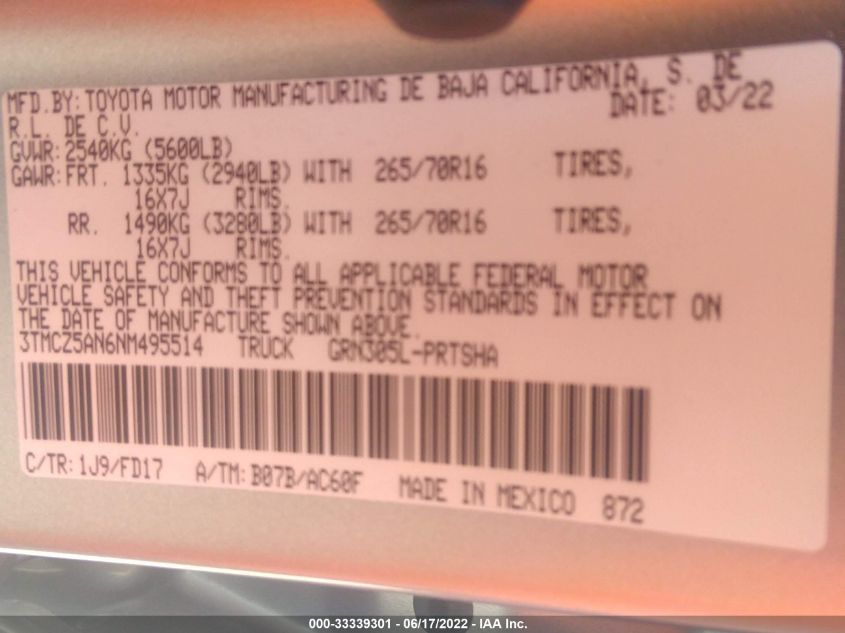 MFD.BY: TOYOTA MOTOR MANUFACTURING DE BAJA CALIFORNIA, S. DE
R.L. DE C.V. DATE: 03/22
GVWR: 2540KG (5600LB)
GAWR: FRT. 1335KG (2940LB) WITH 265/70R16 TIRES,
16X7J RIMS.
RR. 1490KG (3280LB) WITH 265/70R16 TIRES,
16X7J RIMS.
THIS VEHICLE CONFORMS TO ALL APPLICABLE FEDERAL MOTOR
VEHICLE SAFETY AND THEFT PREVENTION STANDARDS IN EFFECT ON
THE DATE OF MANUFACTURE SHOWN ABOVE.
3TMCZ5AN6NM495514 TRUCK GRN305L-PRTSHA
C/TR: 1J9/FD17 A/TM: B07B/AC60F MADE IN MEXICO 872
000-33339301 - 06/17/2022 - IAA Inc.